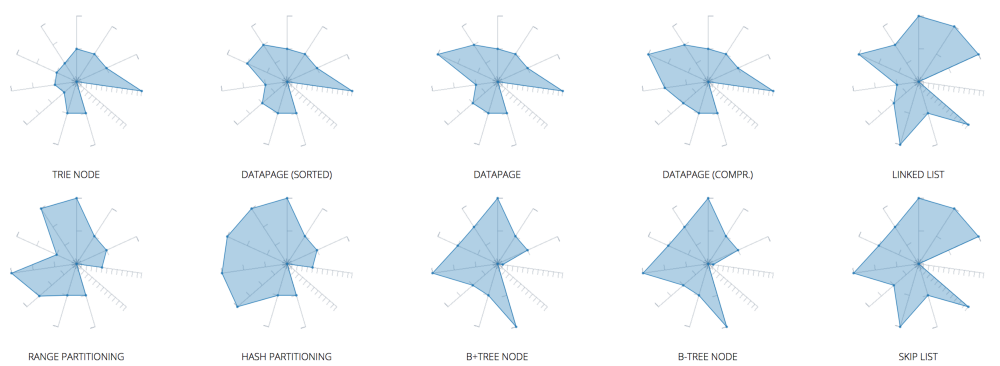 TRIE NODE
DATAPAGE (SORTED)
DATAPAGE
DATAPAGE (COMPR.)
LINKED LIST
RANGE PARTITIONING
HASH PARTITIONING
B+TREE NODE
B-TREE NODE
SKIP LIST